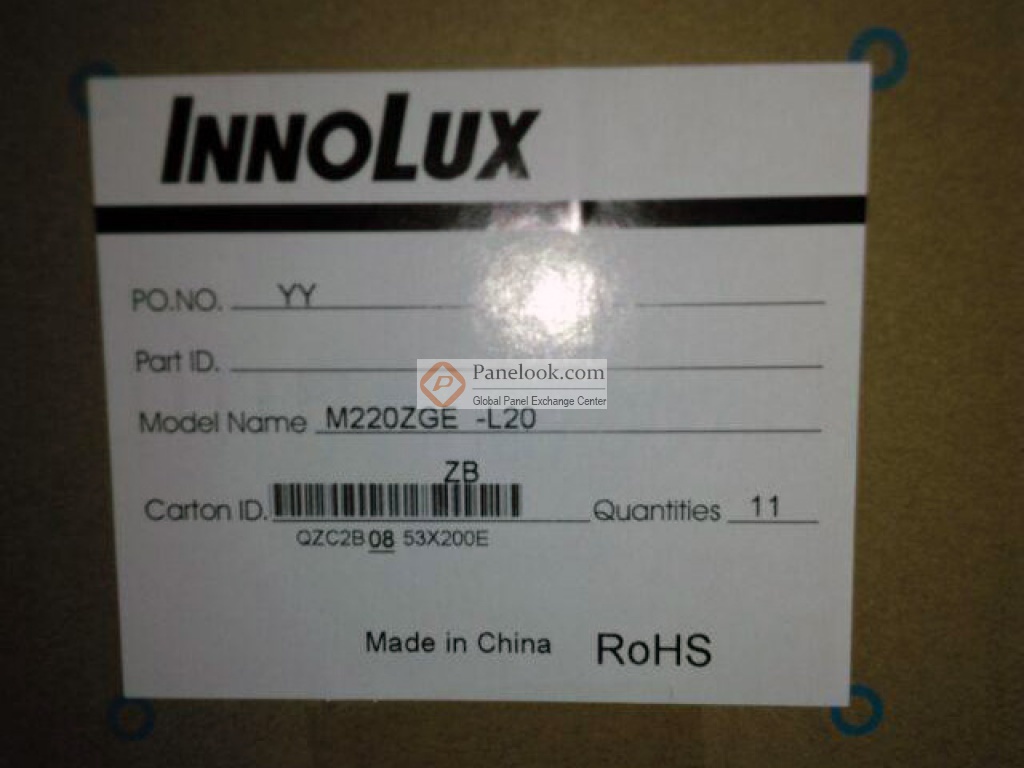 INNOLUX
PO.NO. YY
Part ID.
P Panelook.com
Global Panel Exchange Center
Model Name M220ZGE -L20
ZB
Carton ID. Quantities 11
QZC2B 08 53X200E
Made in China RoHS